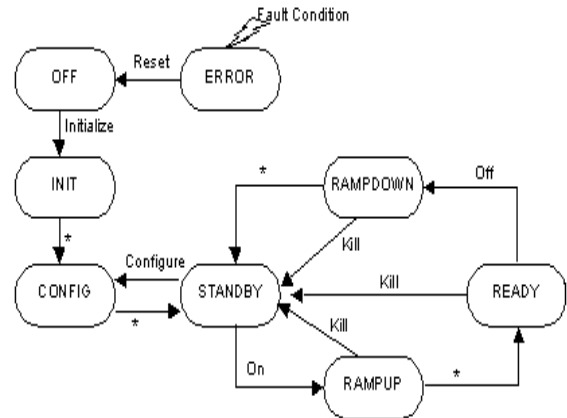 Fault Condition
Reset
OFF
ERROR
Initialize
INIT
*
RAMPDOWN
Off
*
Kill
Configure
CONFIG
STANDBY
Kill
READY
*
Kill
On
RAMPUP
*